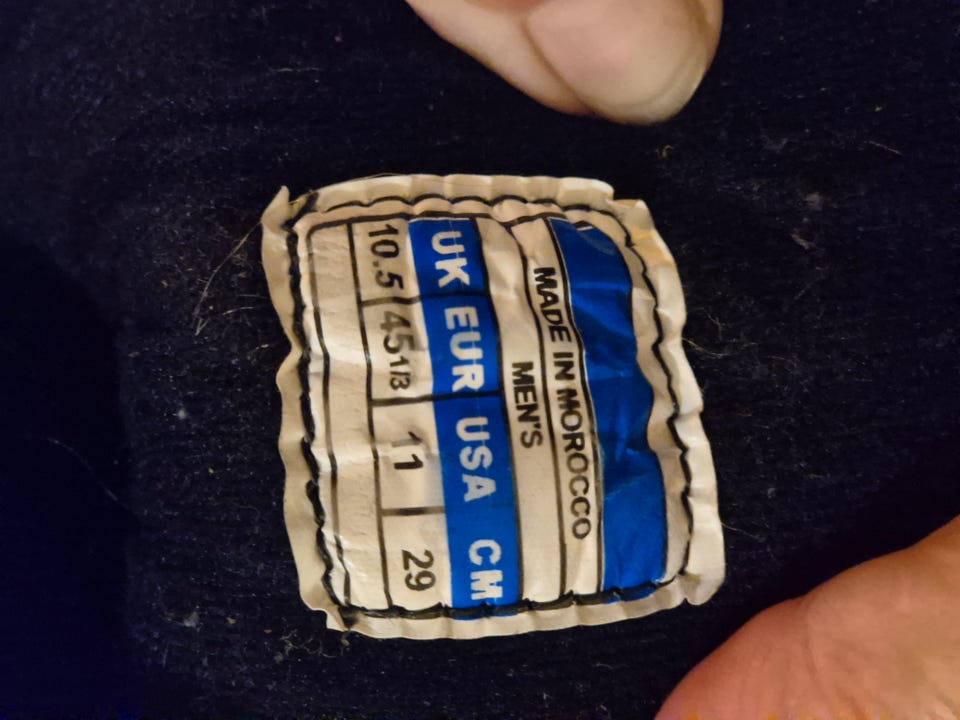 MADE IN MOROCCO
MEN'S
UK EUR USA CM
10.5 45 1/3 11 29